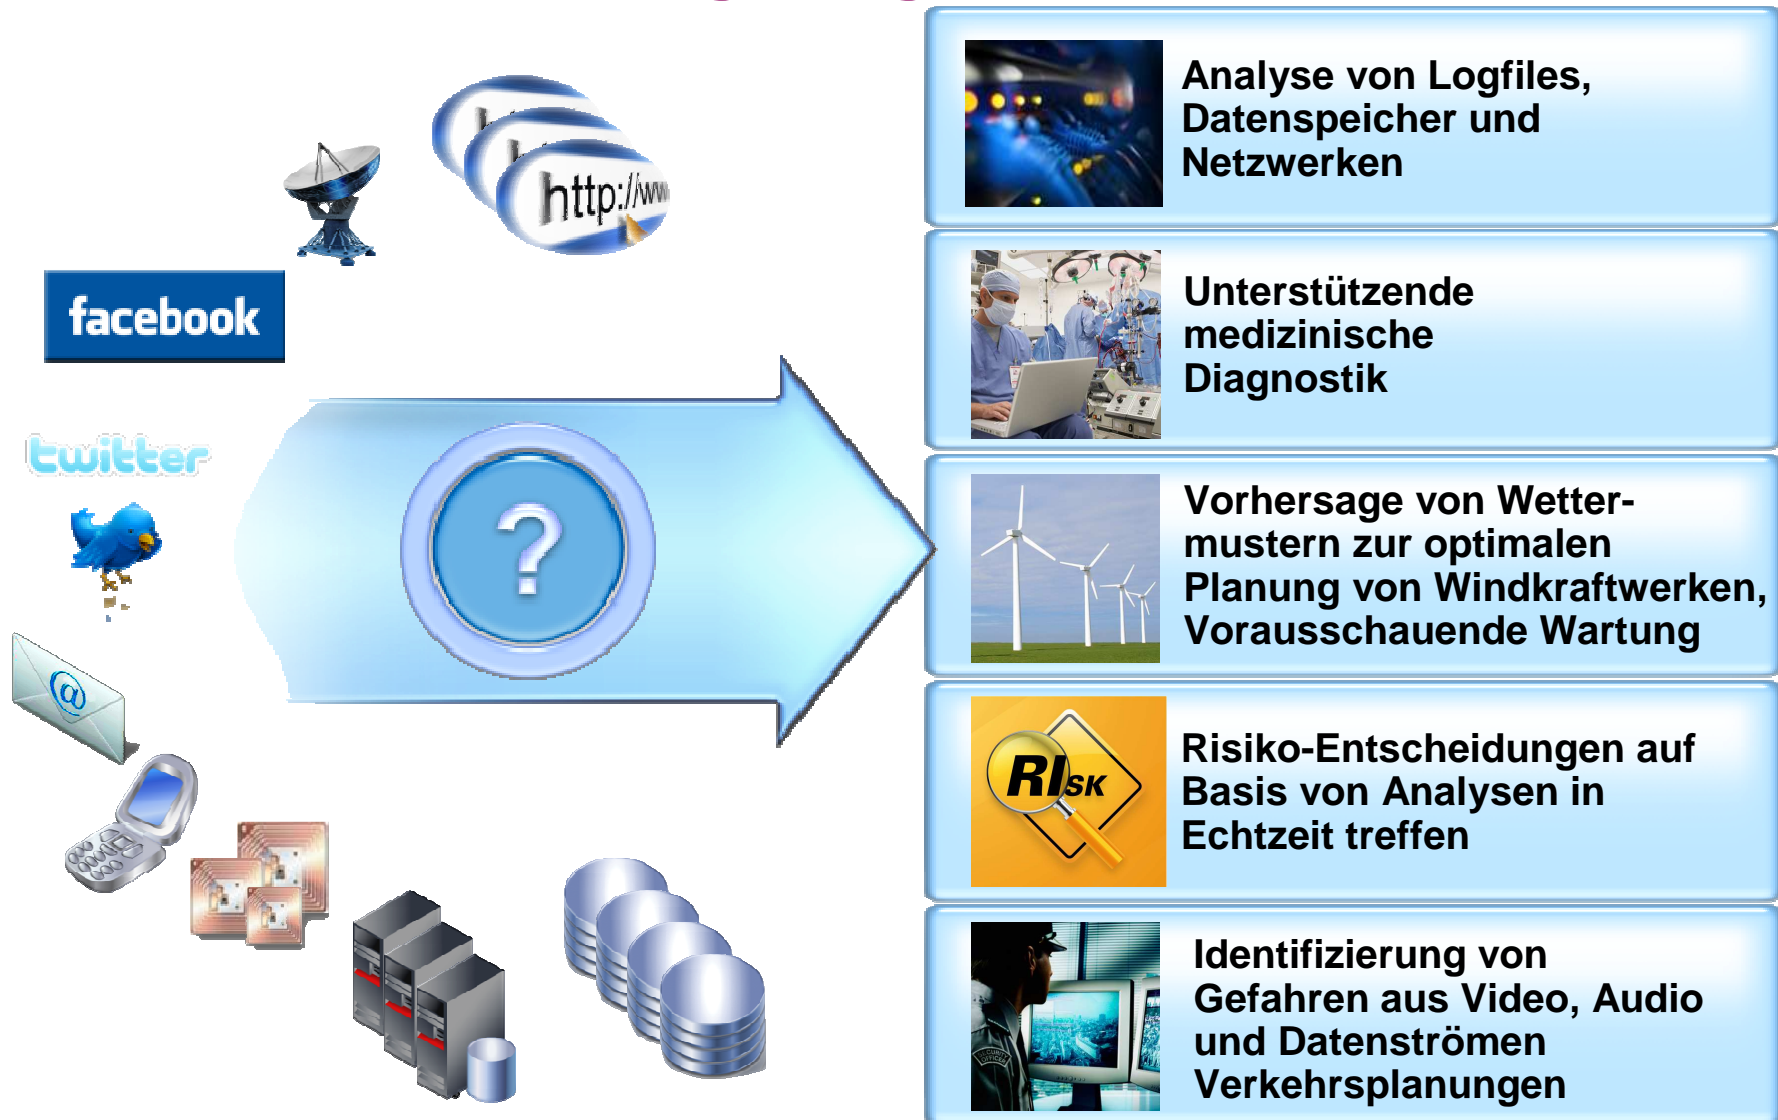 http://ww
facebook
twitter
@
?
Analyse von Logfiles,
Datenspeicher und
Netzwerken
Unterstützende
medizinische
Diagnostik
Vorhersage von Wetter-
mustern zur optimalen
Planung von Windkraftwerken,
Vorausschauende Wartung
RISK
Risiko-Entscheidungen auf
Basis von Analysen in
Echtzeit treffen
SECURITY
OFFICER
Identifizierung von
Gefahren aus Video, Audio
und Datenströmen
Verkehrsplanungen